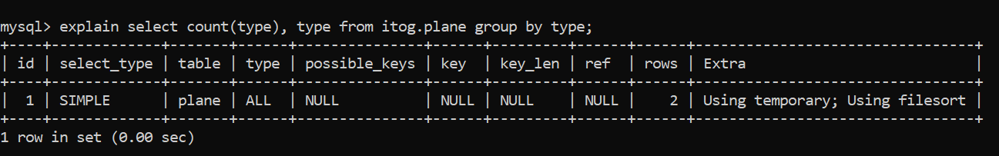 mysql> explain select count(type), type from itog.plane group by type;
+----+-------------+-------+------+---------------+------+---------+------+------+---------------------------------+
| id | select_type | table | type | possible_keys | key  | key_len | ref  | rows | Extra                           |
+----+-------------+-------+------+---------------+------+---------+------+------+---------------------------------+
|  1 | SIMPLE      | plane | ALL  | NULL          | NULL | NULL    | NULL |    2 | Using temporary; Using filesort |
+----+-------------+-------+------+---------------+------+---------+------+------+---------------------------------+
1 row in set (0.00 sec)